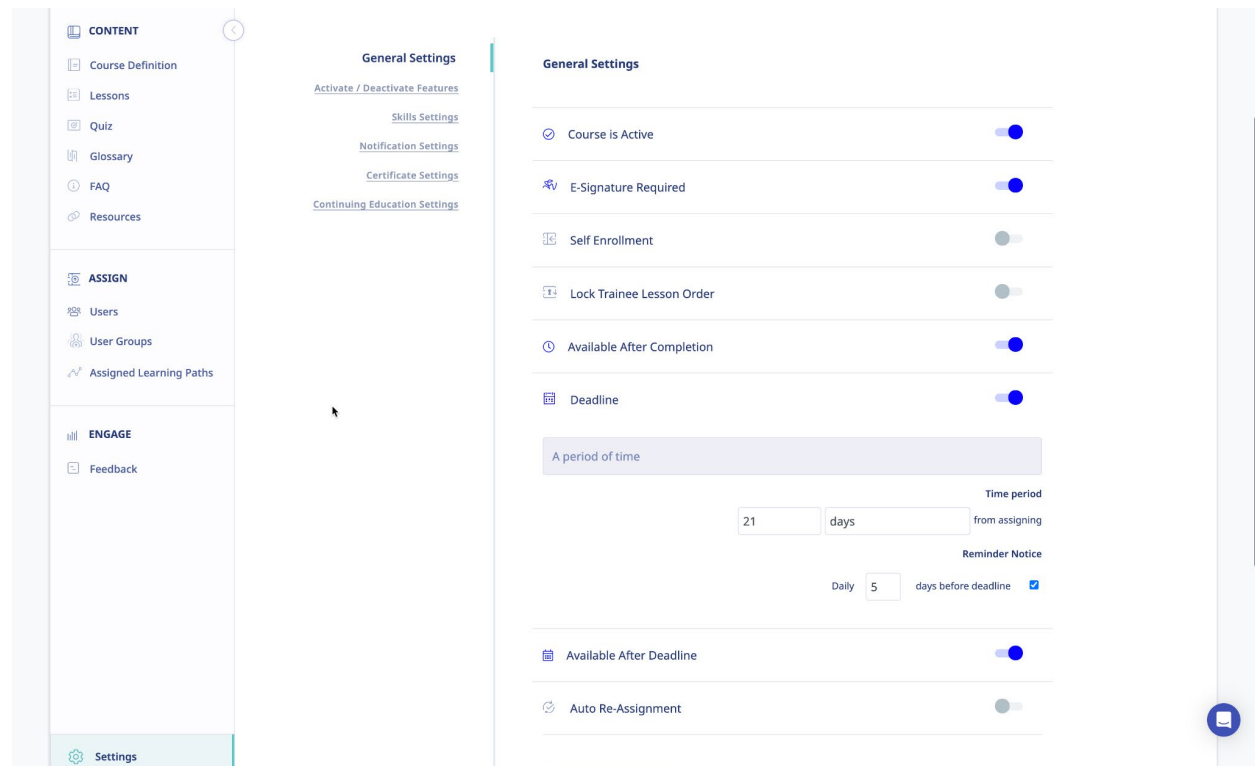 CONTENT
Course Definition
Lessons
Quiz
Glossary
FAQ
Resources
ASSIGN
Users
User Groups
Assigned Learning Paths
ENGAGE
Feedback
Settings
General Settings
Activate / Deactivate Features
Skills Settings
Notification Settings
Certificate Settings
Continuing Education Settings
General Settings
Course is Active
E-Signature Required
Self Enrollment
Lock Trainee Lesson Order
Available After Completion
Deadline
A period of time
Time period
21 days from assigning
Reminder Notice
Daily 5 days before deadline
Available After Deadline
Auto Re-Assignment